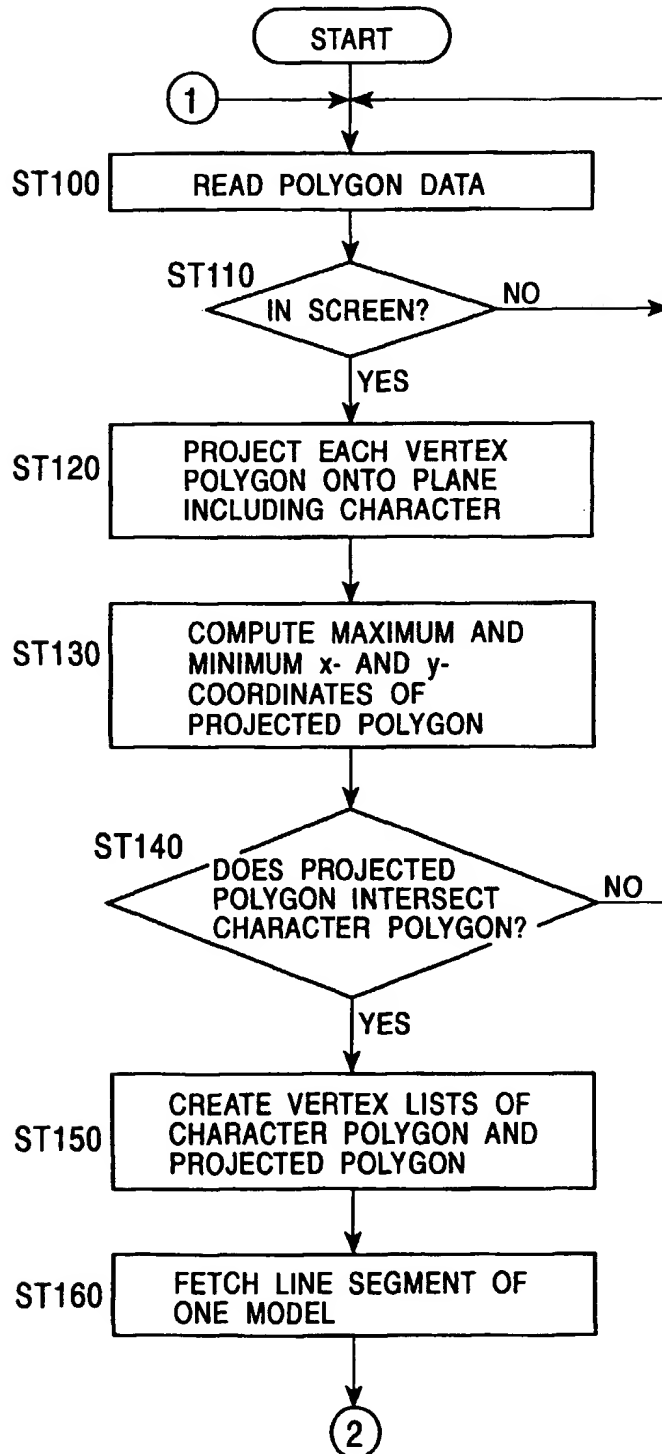 START
1
ST100
READ POLYGON DATA
ST110
IN SCREEN?
NO
YES
ST120
PROJECT EACH VERTEX
POLYGON ONTO PLANE
INCLUDING CHARACTER
ST130
COMPUTE MAXIMUM AND
MINIMUM x- AND y-
COORDINATES OF
PROJECTED POLYGON
ST140
DOES PROJECTED
POLYGON INTERSECT
CHARACTER POLYGON?
NO
YES
ST150
CREATE VERTEX LISTS OF
CHARACTER POLYGON AND
PROJECTED POLYGON
ST160
FETCH LINE SEGMENT OF
ONE MODEL
2